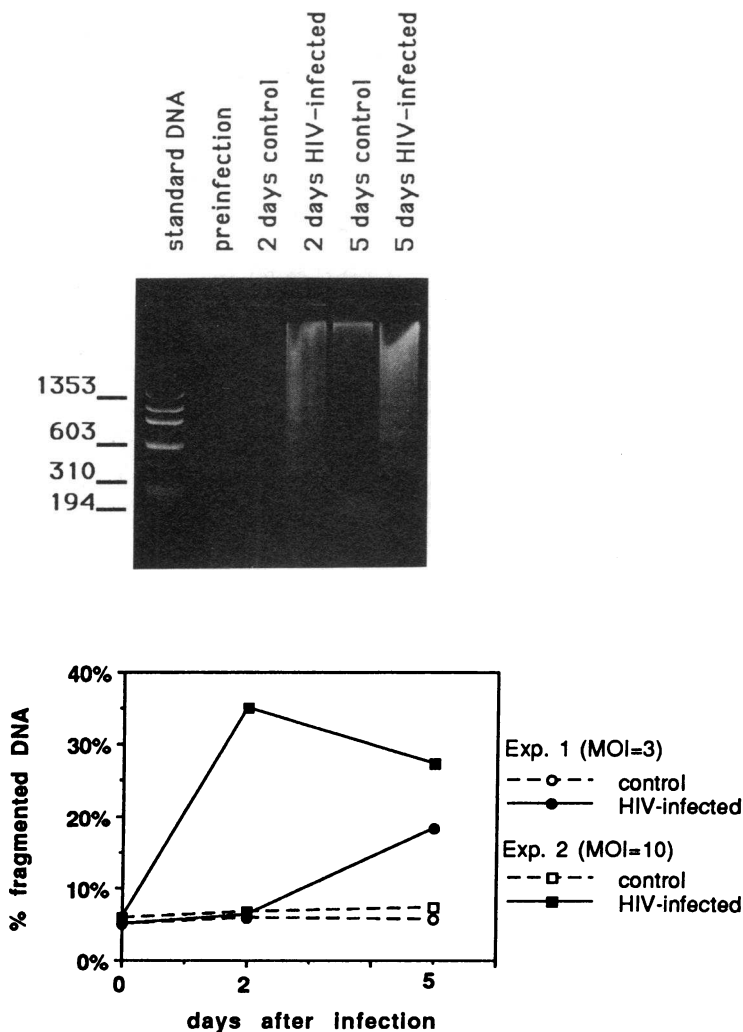 standard DNA
preinfection
2 days control
2 days HIV-infected
5 days control
5 days HIV-infected
1353
603
310
194
40%
30%
20%
10%
0%
% fragmented DNA
0
2
5
days after infection
Exp. 1 (MOI=3)
control
HIV-infected
Exp. 2 (MOI=10)
control
HIV-infected